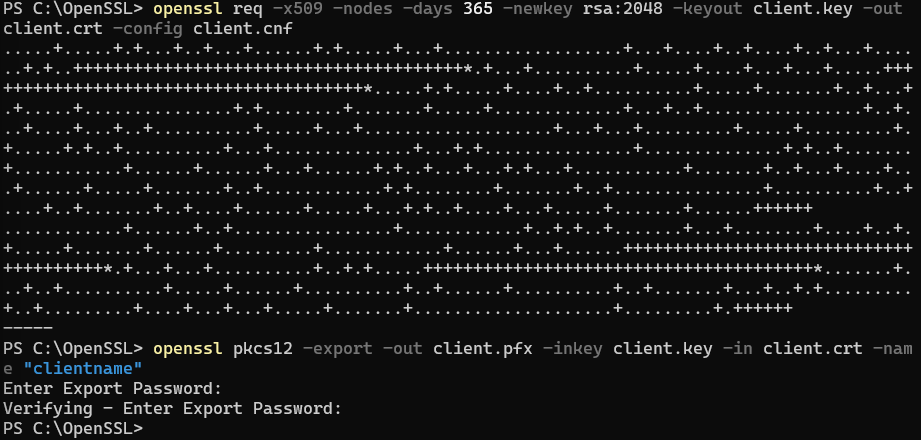 PS C:\OpenSSL> openssl req -x509 -nodes -days 365 -newkey rsa:2048 -keyout client.key -out
client.crt -config client.cnf
.....+.....+.+...+...+..+...+......+.+.....+...+...................+...+....+..+....+...+..+...+....
..+.+..+++++++++++++++++++++++++++++++++++++++*.+...+..........+.....+....+...+...+.....+++
++++++++++++++++++++++++++++++++++++*.....+.+.....+....+..+..........+.....+.......+..+...+
.+.....+...............+.+........+.......+.....+.............+...+..+................+..+.
..+....+...+..+..........+.....+...+......................+...+...+.........+.....+.........+.
+.....+.+..+..........+...+..............+...+.+...............+..............+.+..+.......
+...........+......+......+...+......+.+..+...+...+.+...+...........+.......+..+...+....+..
.+......+.....+.......+..+...............+.+...........+.......+..+..................+..........+..+
....+..+.......+..+....+......+.....+...+.+..+....+...+..........+.......+......++++++
............+......+..+................+............+..+.+..+......+...+........+....+..+.
+.....+.......+......+.........+............+......+...+......+++++++++++++++++++++++++++++
++++++++++*.+...+...+..........+..+.+.....+++++++++++++++++++++++++++++++++++++++*.......+.
..+..+..........+.....+......+..........+..+......+.............+..+.......+...+..+.+.........
+..+.........+....+...+...+....+.....+.......+....................+.........+.++++++
-----
PS C:\OpenSSL> openssl pkcs12 -export -out client.pfx -inkey client.key -in client.crt -nam
e "clientname"
Enter Export Password:
Verifying - Enter Export Password:
PS C:\OpenSSL>